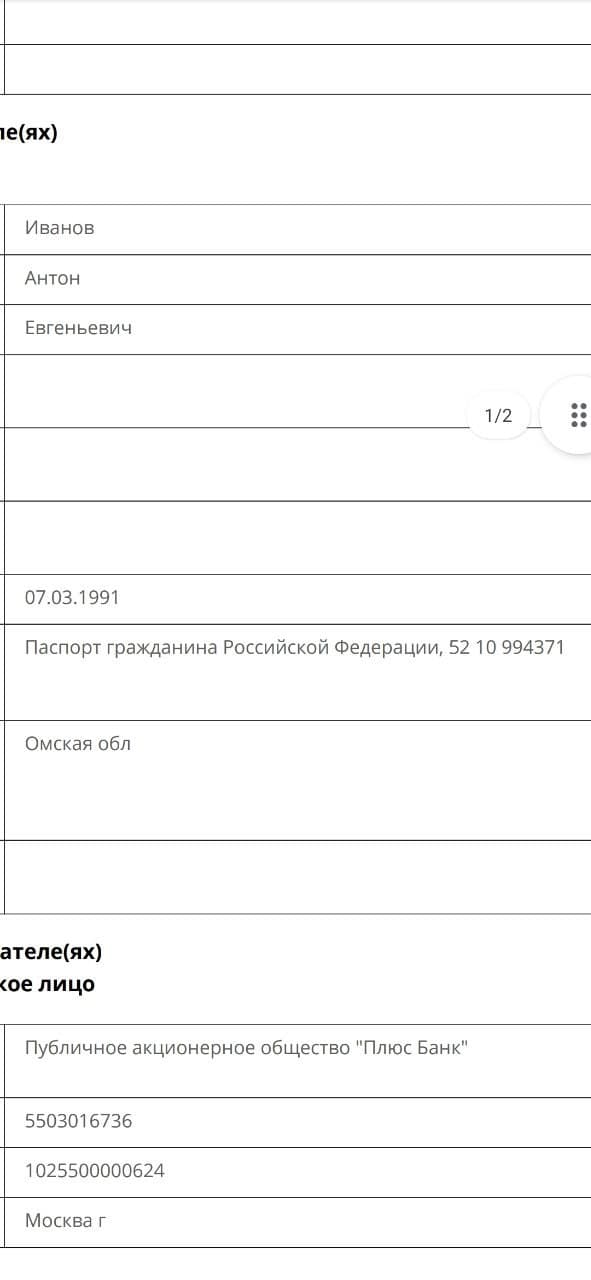 ле(ях)
Иванов
Антон
Евгеньевич
1/2
07.03.1991
Паспорт гражданина Российской Федерации, 52 10 994371
Омская обл
ателе(ях)
кое лицо
Публичное акционерное общество "Плюс Банк"
5503016736
1025500000624
Москва г